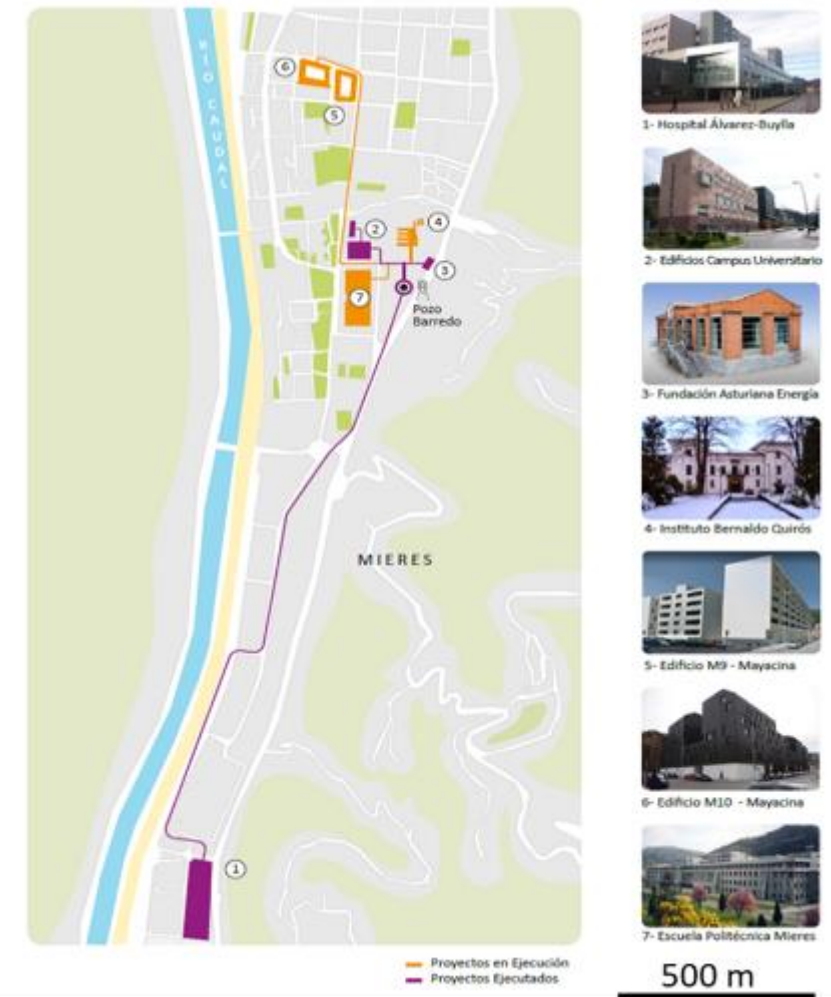 RÍO CAUDAL
6
5
2
4
3
7
Pozo
Barredo
MIERES
1
Proyectos en Ejecución
Proyectos Ejecutados
1- Hospital Álvarez-Buylla
2- Edificios Campus Universitario
3- Fundación Asturiana Energía
4- Instituto Bernaldo Quirós
5- Edificio M9 - Mayacina
6- Edificio M10 - Mayacina
7- Escuela Politécnica Mieres
500 m